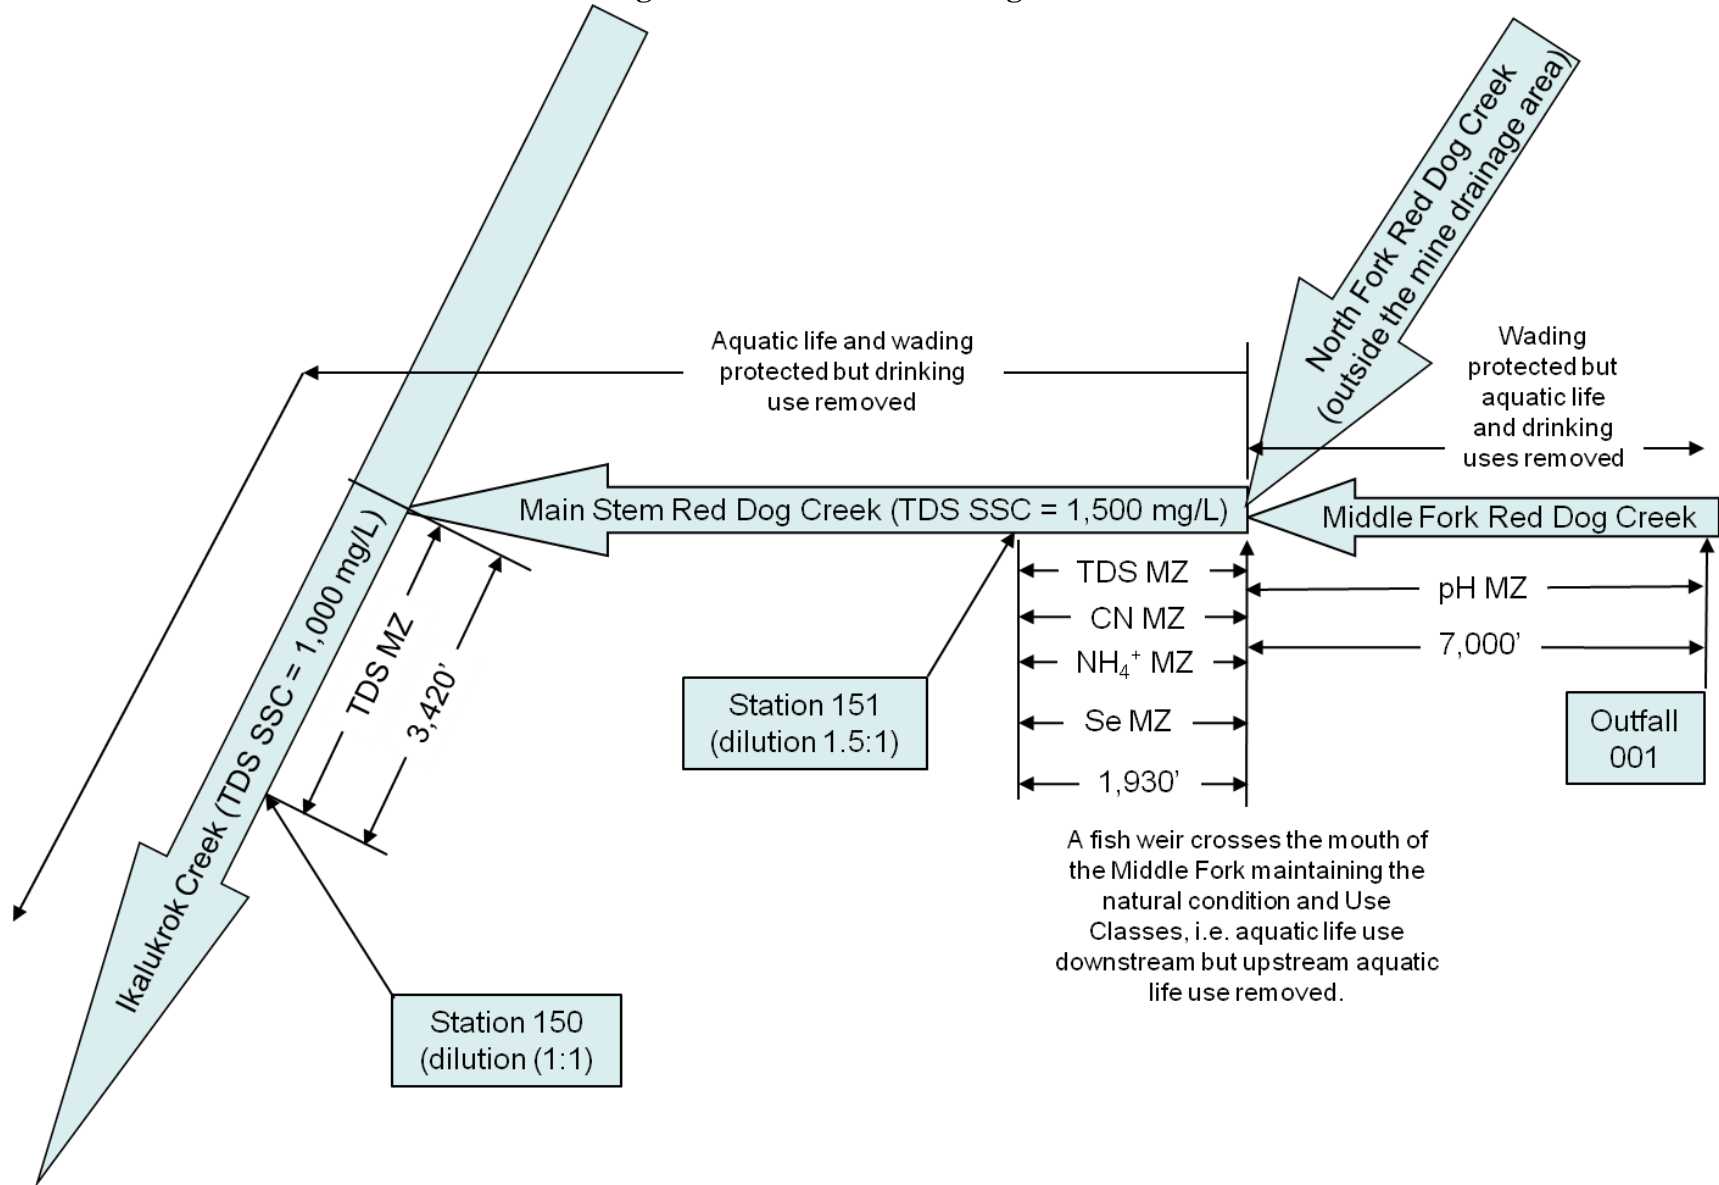 North Fork Red Dog Creek
(outside the mine drainage area)
Aquatic life and wading
protected but drinking
use removed
Wading
protected but
aquatic life
and drinking
uses removed
Main Stem Red Dog Creek (TDS SSC = 1,500 mg/L)
Middle Fork Red Dog Creek
Ikalukrok Creek (TDS SSC = 1,000 mg/L)
TDS MZ
3,420’
TDS MZ
CN MZ
NH₄⁺ MZ
Se MZ
1,930’
pH MZ
7,000’
Station 151
(dilution 1.5:1)
Outfall
001
A fish weir crosses the mouth of
the Middle Fork maintaining the
natural condition and Use
Classes, i.e. aquatic life use
downstream but upstream aquatic
life use removed.
Station 150
(dilution (1:1)